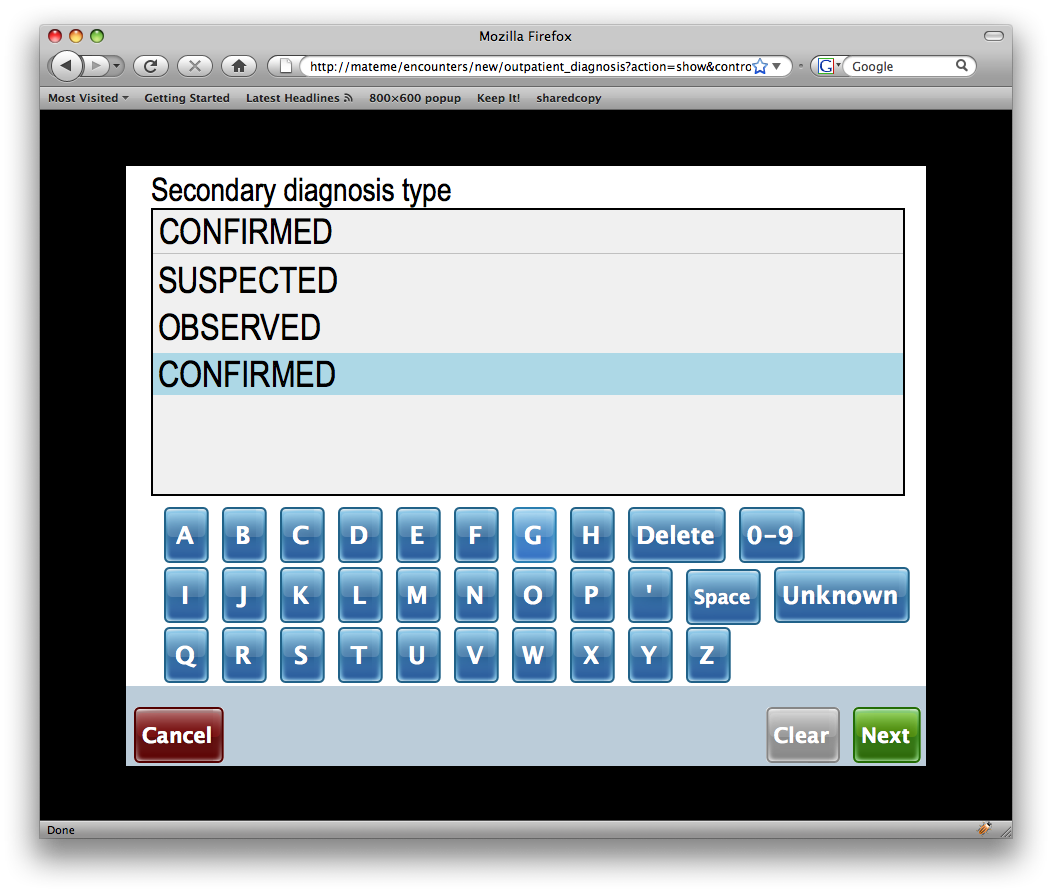 Mozilla Firefox
http://mateme/encounters/new/outpatient_diagnosis?action=show&contro
G Google
Most Visited Getting Started Latest Headlines 800×600 popup Keep It! sharedcopy
Secondary diagnosis type
CONFIRMED
SUSPECTED
OBSERVED
CONFIRMED
A B C D E F G H Delete 0-9
I J K L M N O P ' Space Unknown
Q R S T U V W X Y Z
Cancel Clear Next
Done